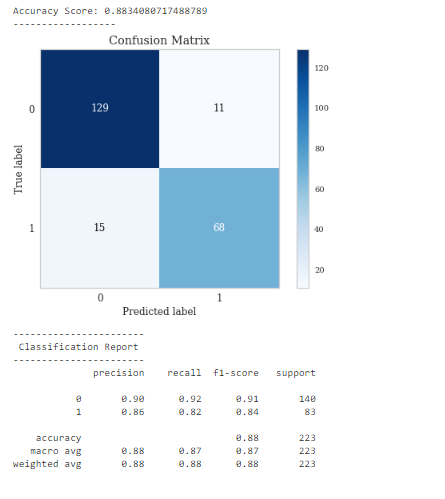 Accuracy Score: 0.8834080717488789
------------------
Confusion Matrix
0
129
11
1
15
68
0
1
True label
Predicted label
120
100
80
60
40
20
-----------------------
Classification Report
-----------------------
precision recall f1-score support
0 0.90 0.92 0.91 140
1 0.86 0.82 0.84 83
accuracy 0.88 223
macro avg 0.88 0.87 0.87 223
weighted avg 0.88 0.88 0.88 223